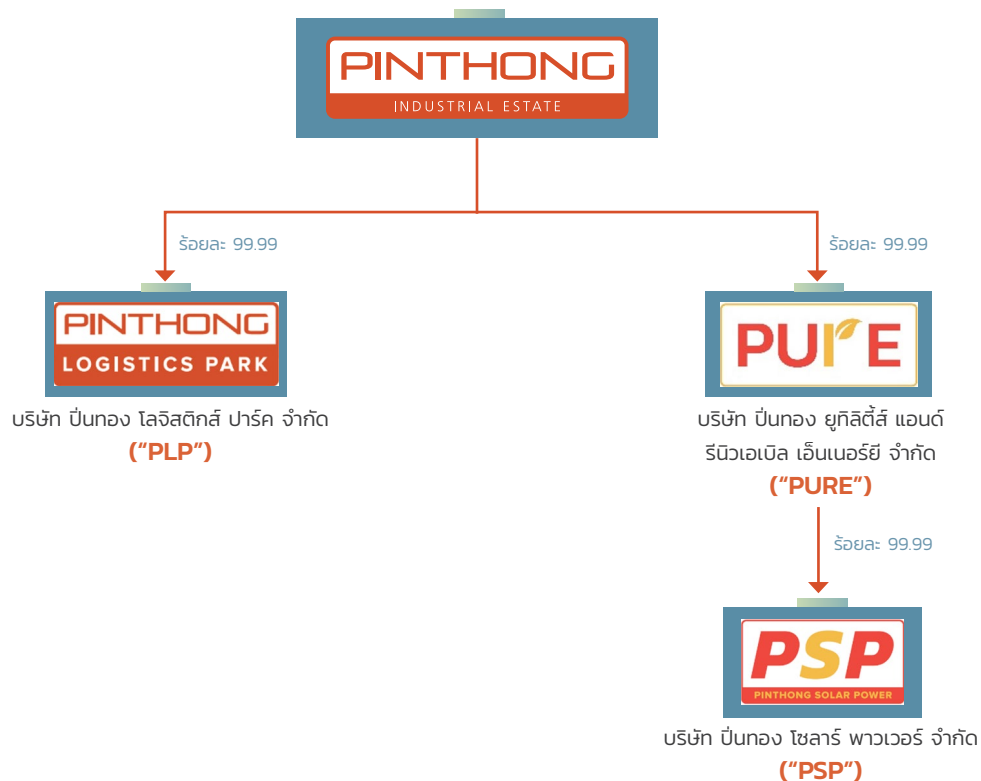 PINTHONG
INDUSTRIAL ESTATE
ร้อยละ 99.99
ร้อยละ 99.99
PINTHONG
LOGISTICS PARK
PUrE
บริษัท ปิ่นทอง โลจิสติกส์ ปาร์ค จำกัด
("PLP")
บริษัท ปิ่นทอง ยูทิลิตี้ส์ แอนด์
รีนิวเอเบิล เอ็นเนอร์ยี จำกัด
("PURE")
ร้อยละ 99.99
PSP
PINTHONG SOLAR POWER
บริษัท ปิ่นทอง โซลาร์ พาวเวอร์ จำกัด
("PSP")